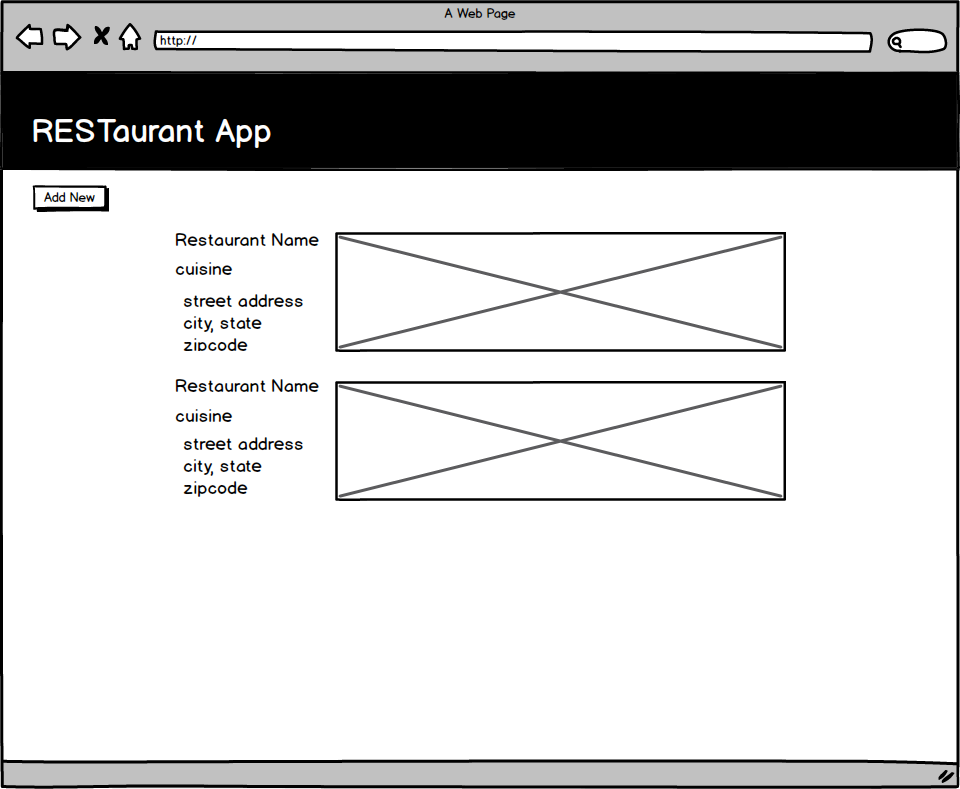 A Web Page
http://
RESTaurant App
Add New
Restaurant Name
cuisine
street address
city, state
zipcode
Restaurant Name
cuisine
street address
city, state
zipcode